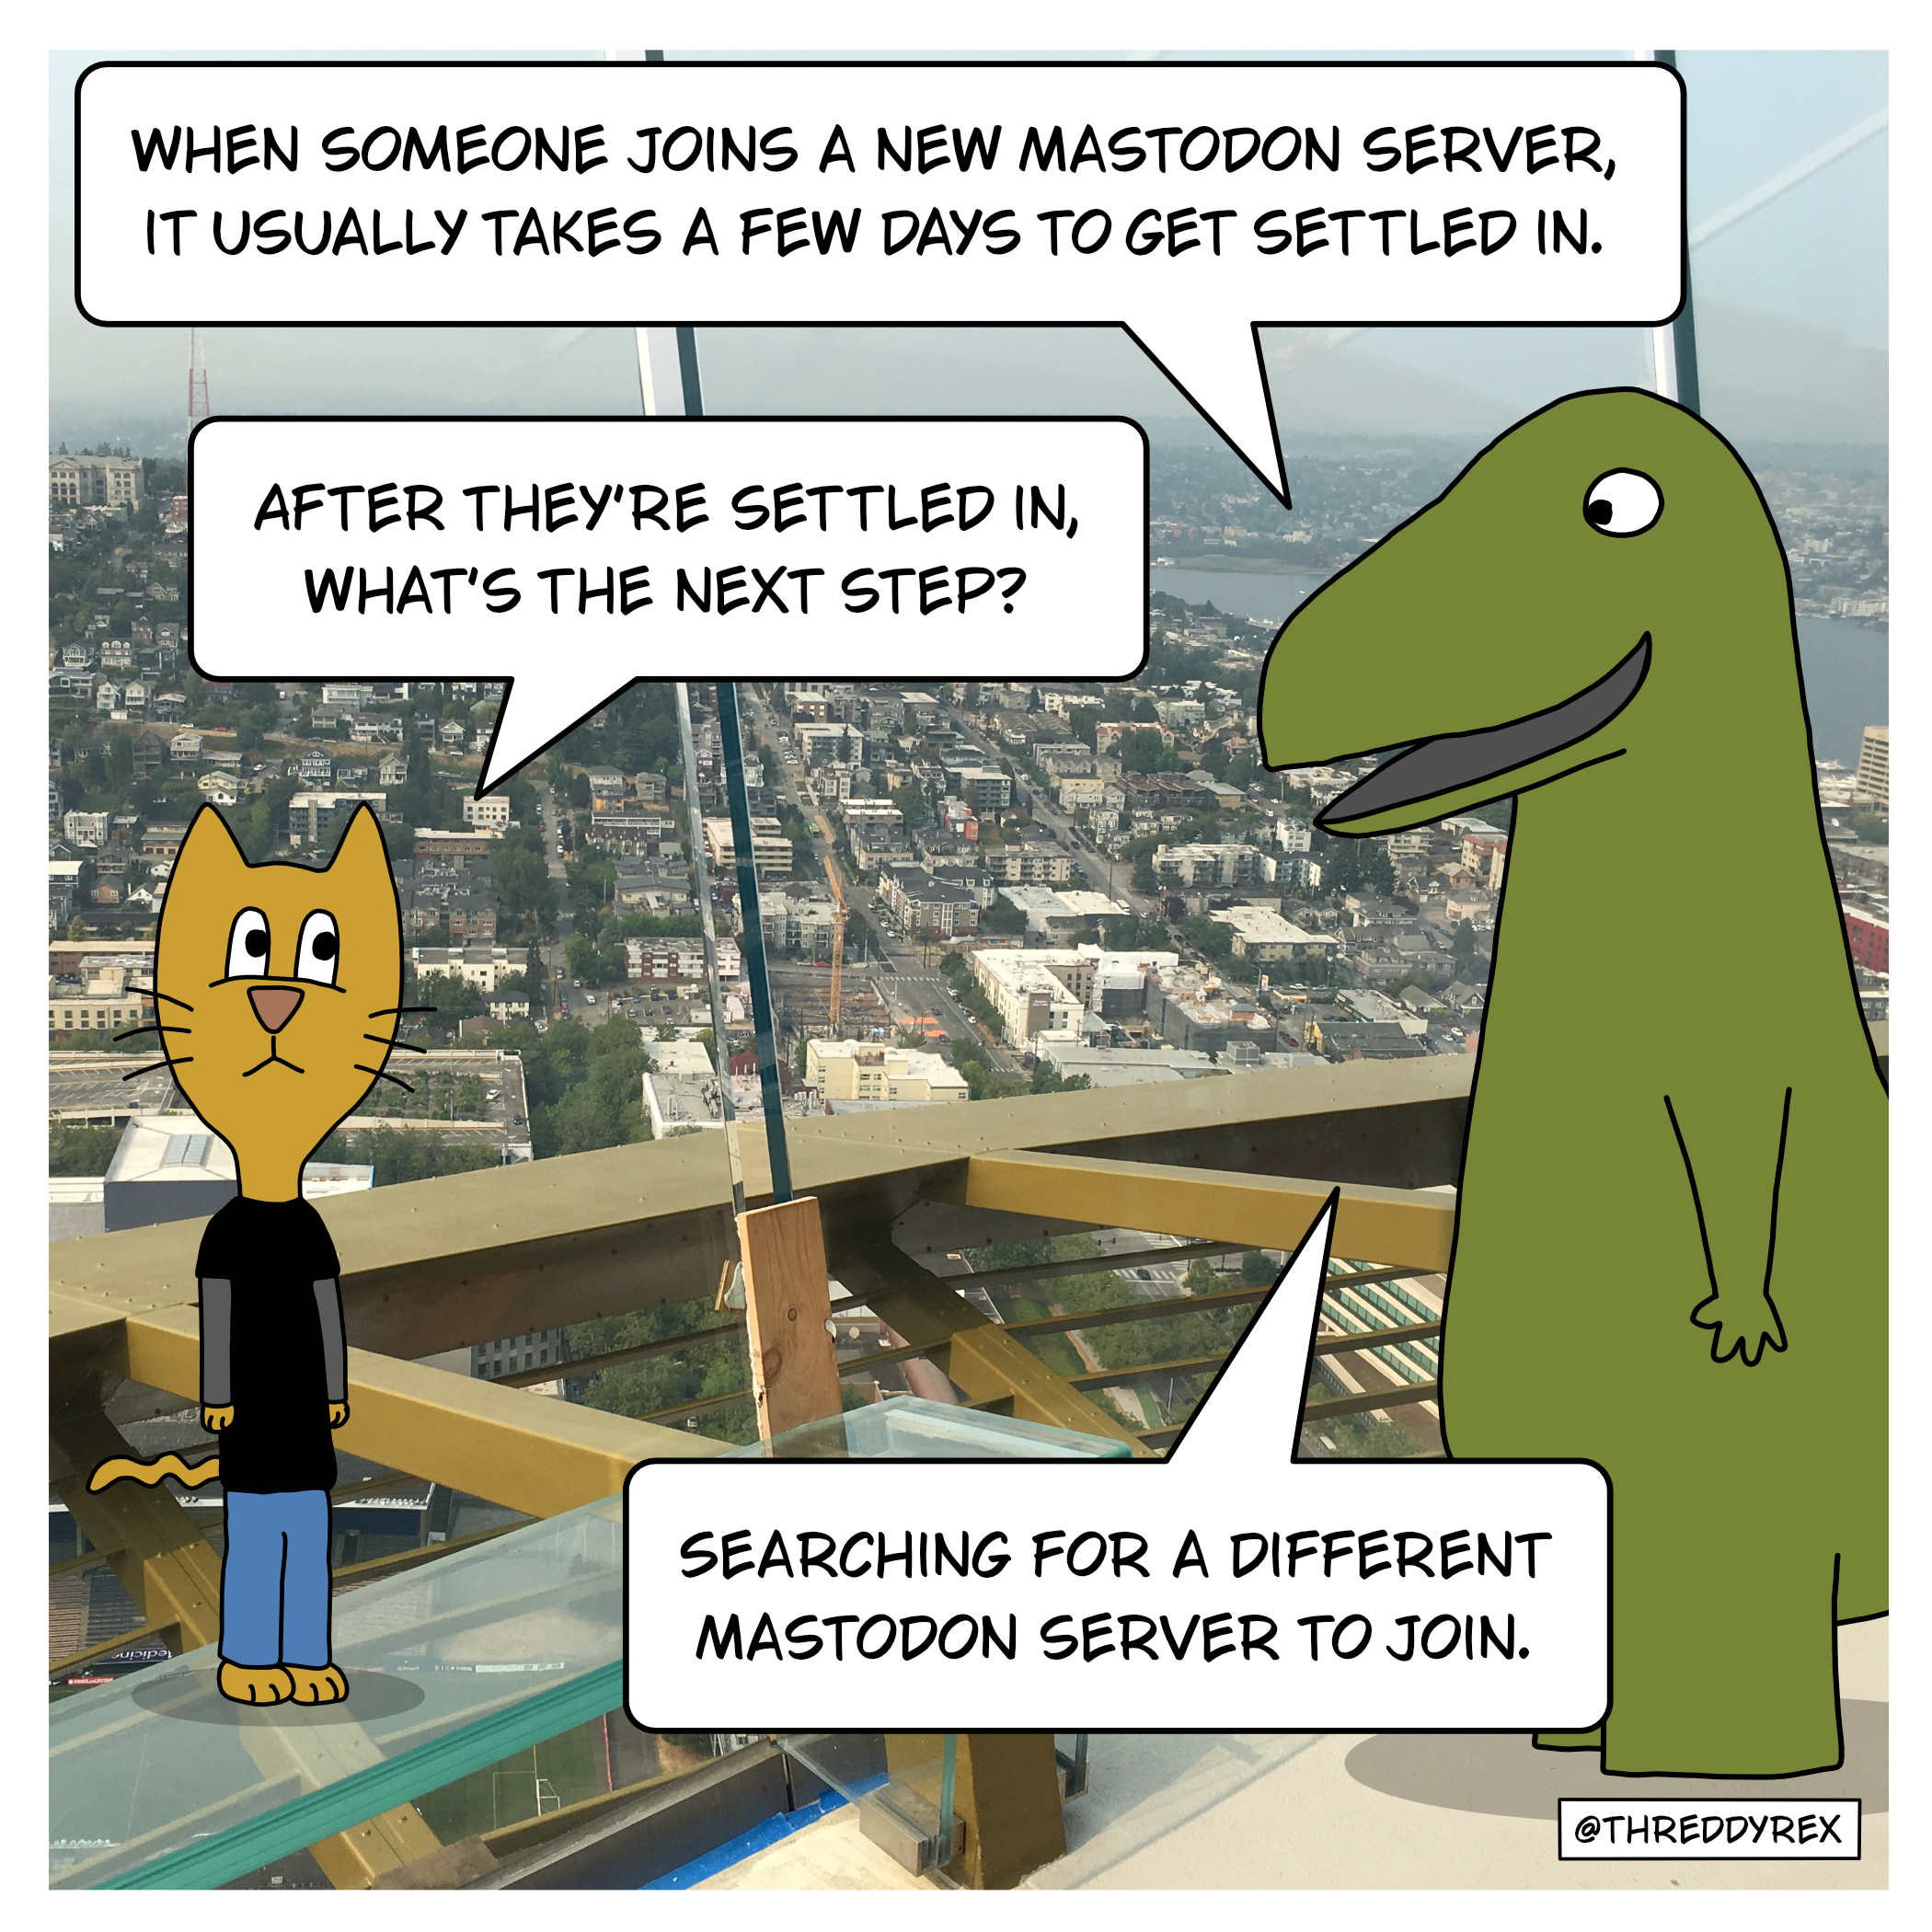 WHEN SOMEONE JOINS A NEW MASTODON SERVER,
IT USUALLY TAKES A FEW DAYS TO GET SETTLED IN.
AFTER THEY'RE SETTLED IN,
WHAT'S THE NEXT STEP?
SEARCHING FOR A DIFFERENT
MASTODON SERVER TO JOIN.
@THREDDYREX